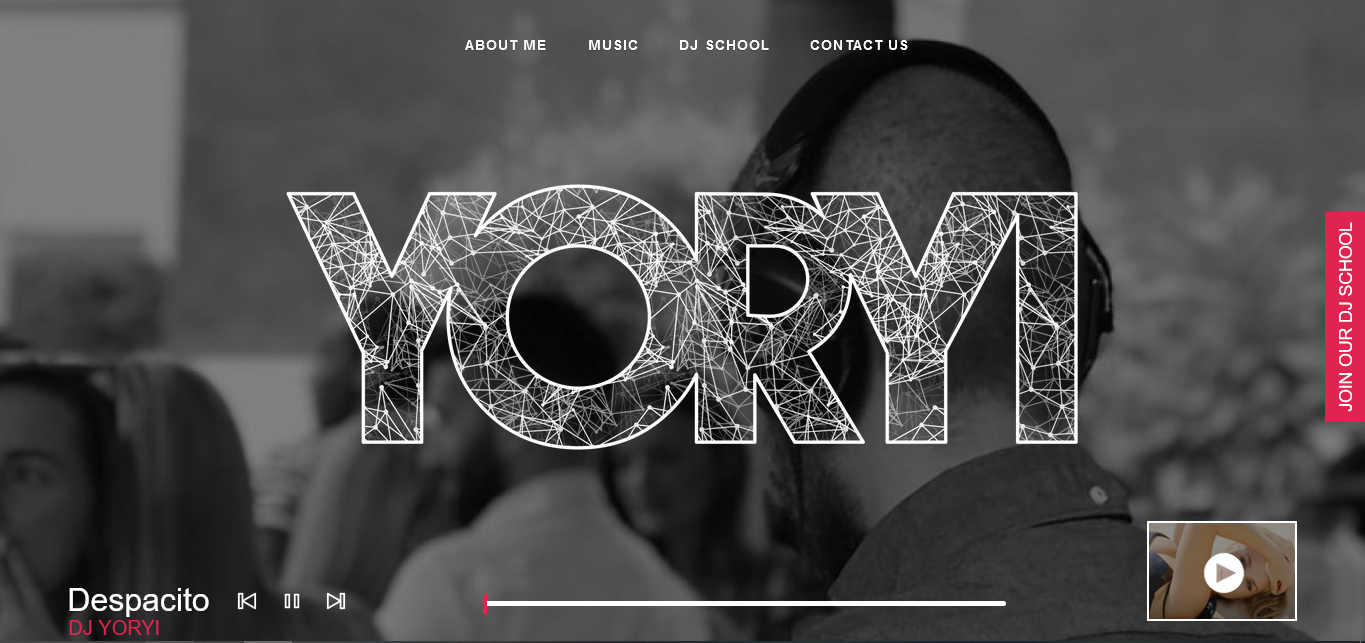 ABOUT ME
MUSIC
DJ SCHOOL
CONTACT US
YORYI
JOIN OUR DJ SCHOOL
Despacito
DJ YORYI